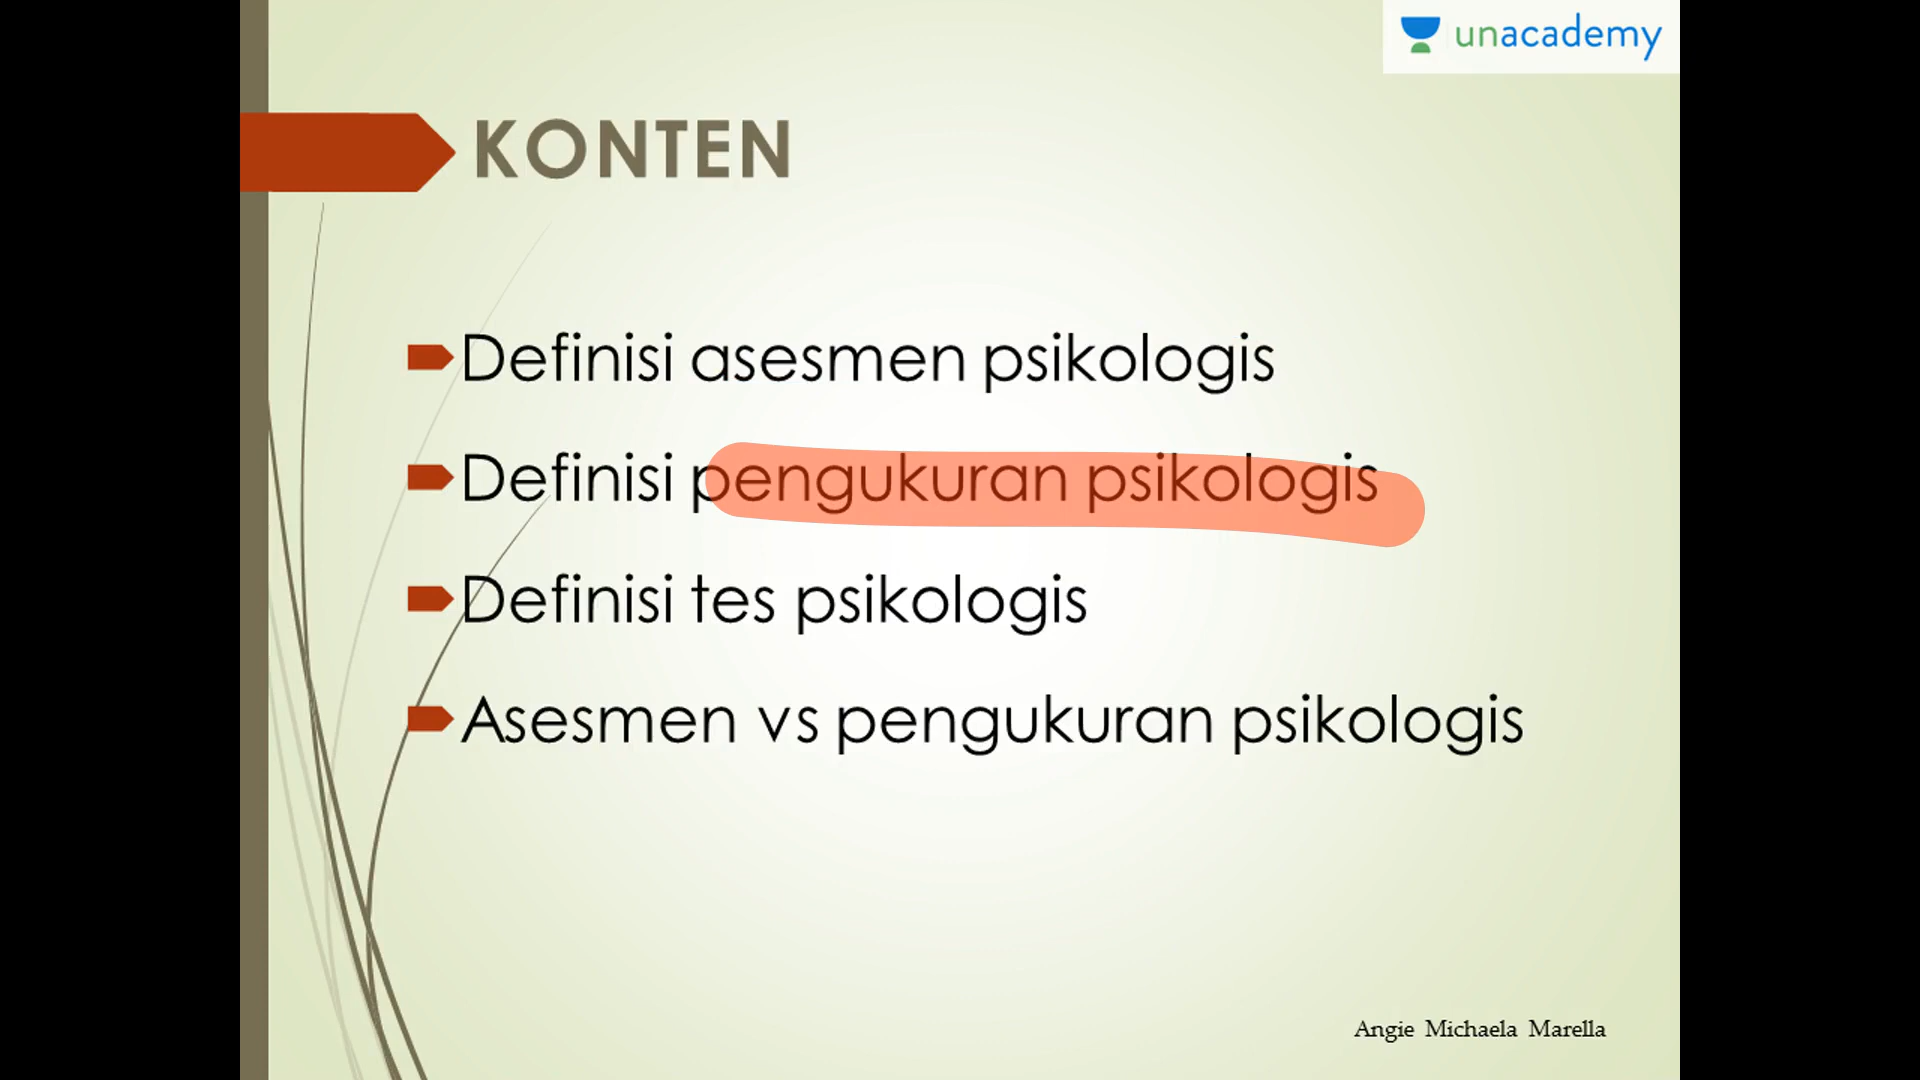 unacademy
KONTEN
Definisi asesmen psikologis
Definisi pengukuran psikologis
Definisi tes psikologis
Asesmen vs pengukuran psikologis
Angie Michaela Marella